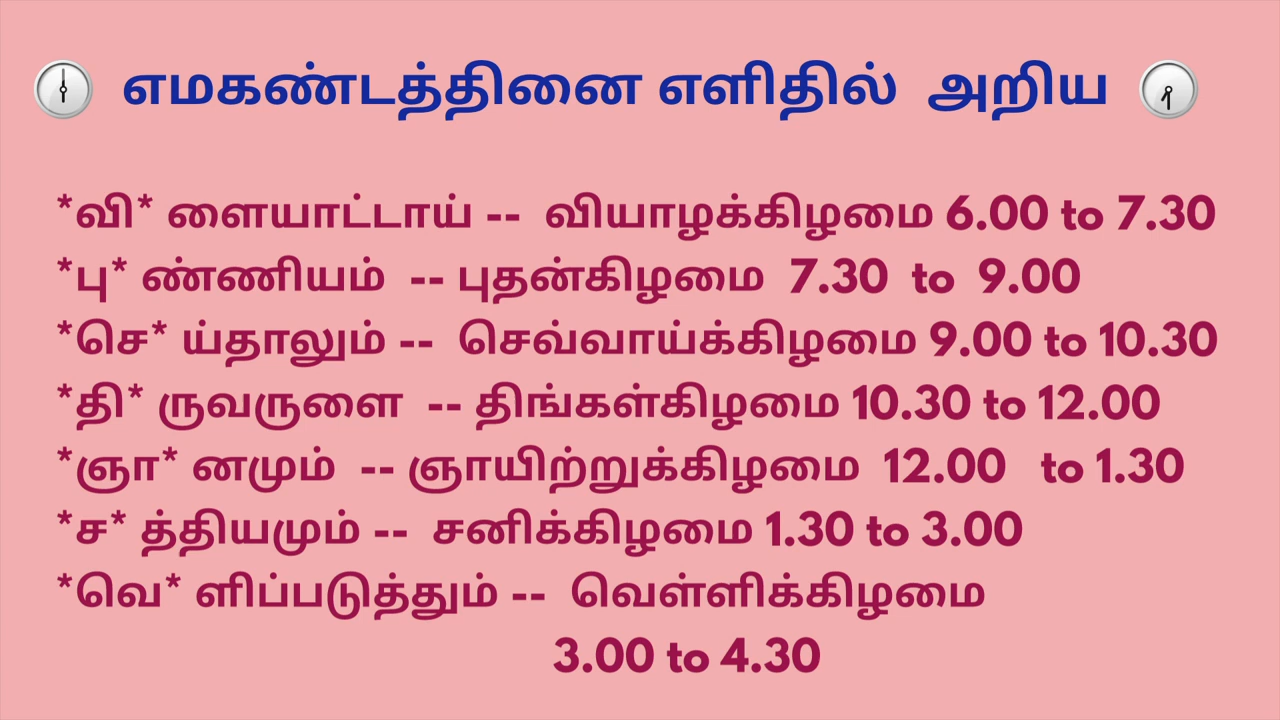 எமகண்டத்தினை எளிதில் அறிய
*வி* ளையாட்டாய் -- வியாழக்கிழமை 6.00 to 7.30
*பு* ண்ணியம் -- புதன்கிழமை 7.30 to 9.00
*செ* ய்தாலும் -- செவ்வாய்க்கிழமை 9.00 to 10.30
*தி* ருவருளை -- திங்கள்கிழமை 10.30 to 12.00
*ஞா* னமும் -- ஞாயிற்றுக்கிழமை 12.00 to 1.30
*ச* த்தியமும் -- சனிக்கிழமை 1.30 to 3.00
*வெ* ளிப்படுத்தும் -- வெள்ளிக்கிழமை
3.00 to 4.30